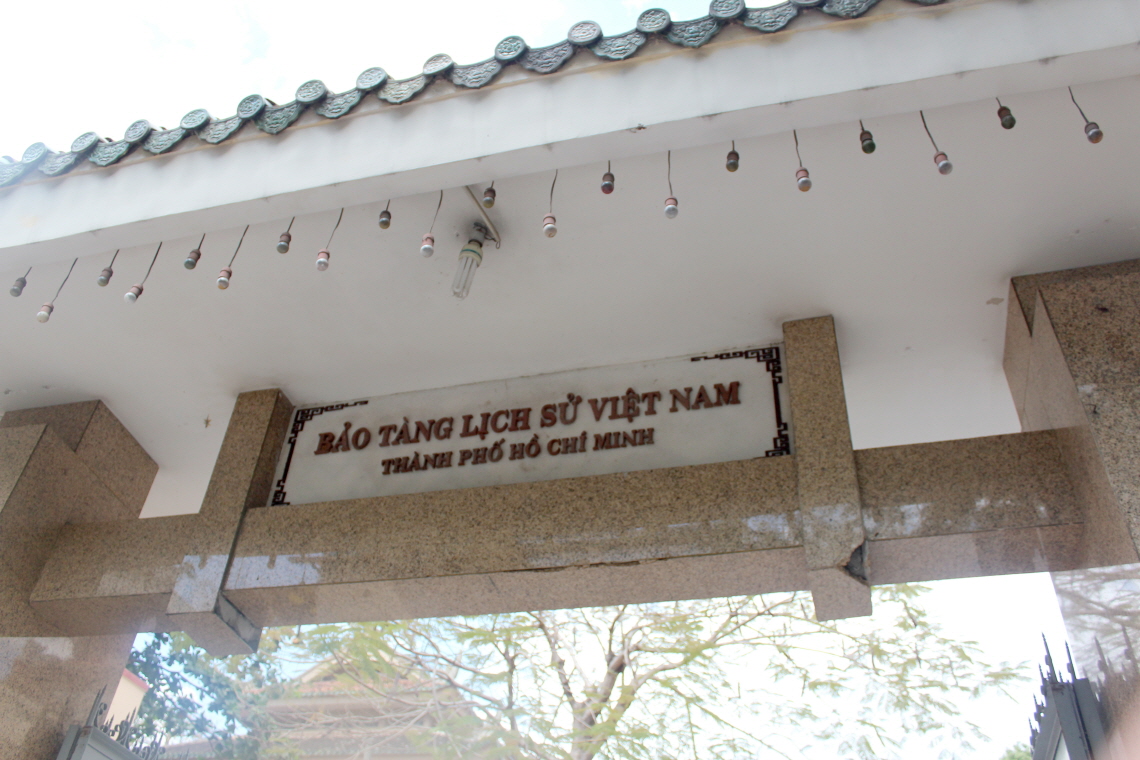 BẢO TÀNG LỊCH SỬ VIỆT NAM
THÀNH PHỐ HỒ CHÍ MINH